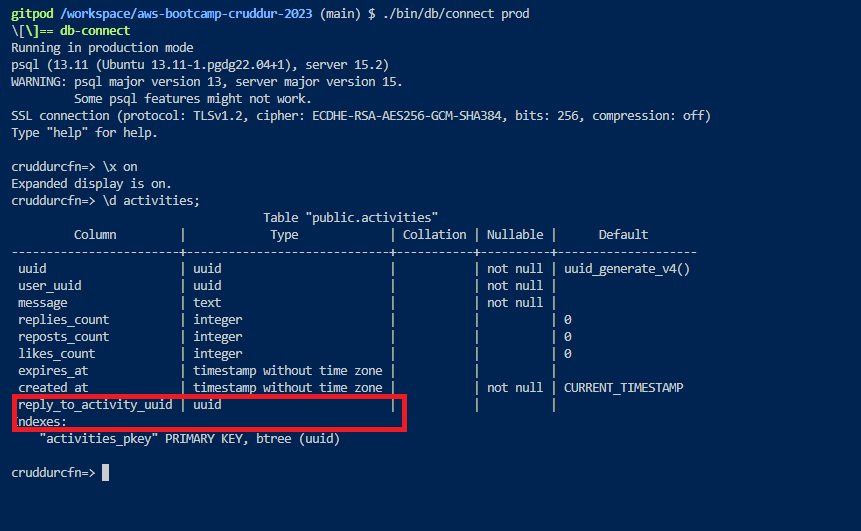 gitpod /workspace/aws-bootcamp-cruddur-2023 (main) $ ./bin/db/connect prod
\[\]== db-connect
Running in production mode
psql (13.11 (Ubuntu 13.11-1.pgdg22.04+1), server 15.2)
WARNING: psql major version 13, server major version 15.
         Some psql features might not work.
SSL connection (protocol: TLSv1.2, cipher: ECDHE-RSA-AES256-GCM-SHA384, bits: 256, compression: off)
Type "help" for help.

cruddurcfn=> \x on
Expanded display is on.
cruddurcfn=> \d activities;
                                    Table "public.activities"
         Column         |            Type             | Collation | Nullable |      Default
------------------------+-----------------------------+-----------+----------+--------------------
 uuid                   | uuid                        |           | not null | uuid_generate_v4()
 user_uuid              | uuid                        |           | not null |
 message                | text                        |           | not null |
 replies_count          | integer                     |           |          | 0
 reposts_count          | integer                     |           |          | 0
 likes_count            | integer                     |           |          | 0
 expires_at             | timestamp without time zone |           |          |
 created_at             | timestamp without time zone |           | not null | CURRENT_TIMESTAMP
 reply_to_activity_uuid | uuid                        |           |          |
Indexes:
    "activities_pkey" PRIMARY KEY, btree (uuid)

cruddurcfn=>